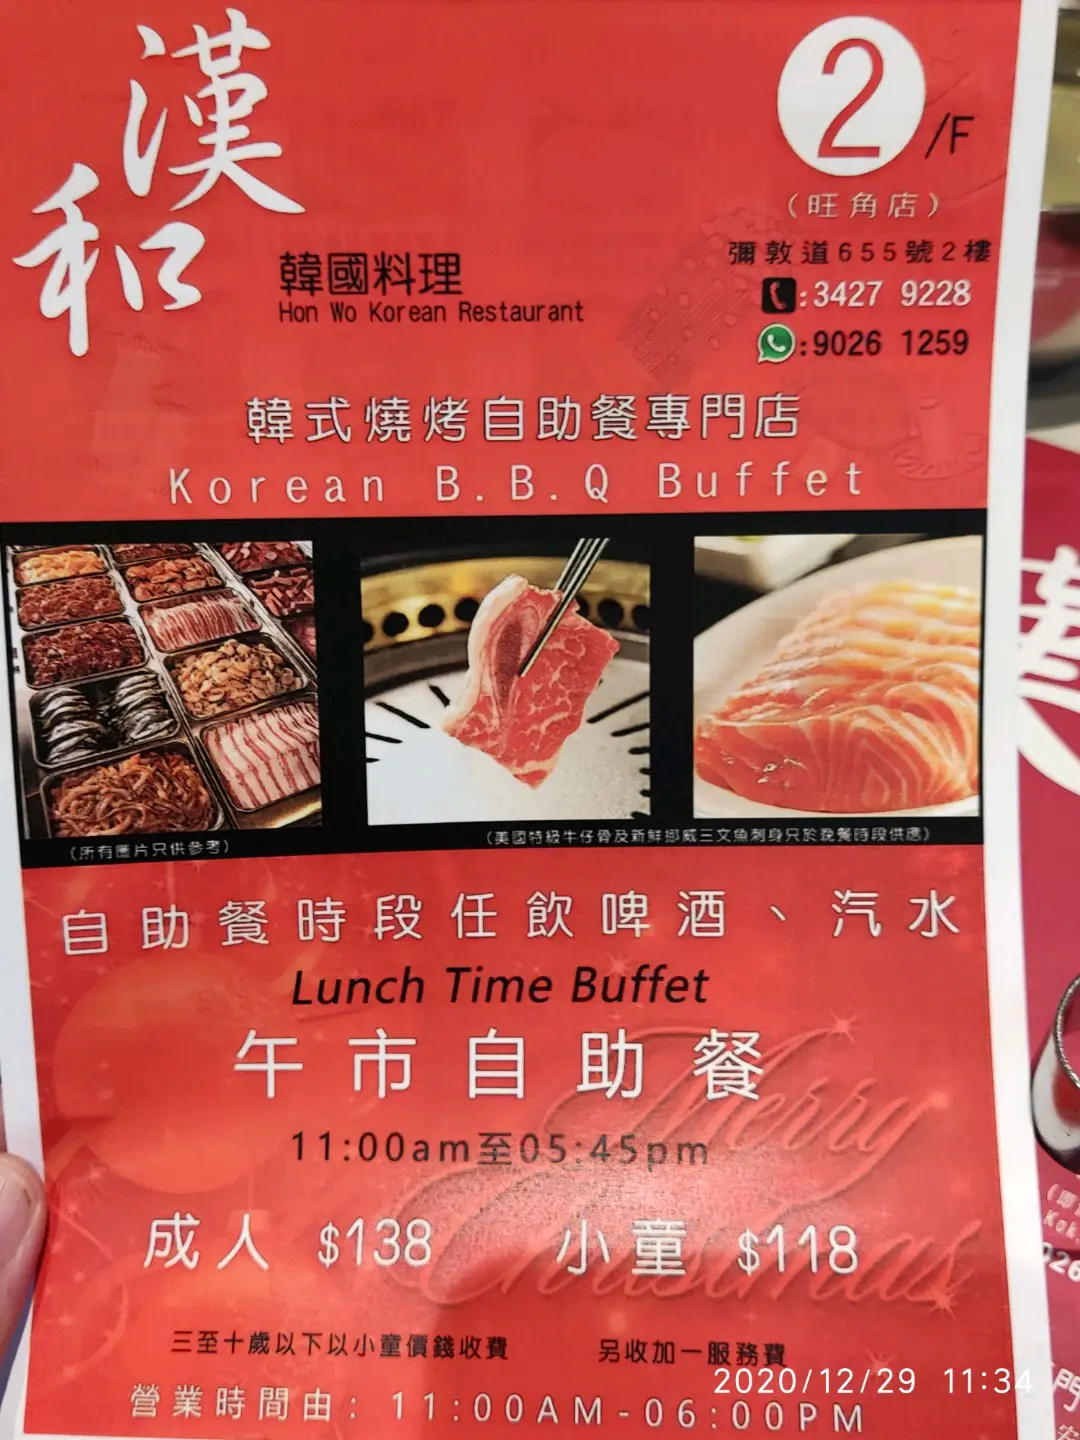 漢和
韓國料理
Hon Wo Korean Restaurant
2/F
(旺角店)
彌敦道655號2樓
:3427 9228
:9026 1259
韓式燒烤自助餐專門店
Korean B.B.Q Buffet
(所有圖片只供參考)
(美國特級牛仔骨及新鮮挪威三文魚刺身只於晚餐時段供應)
自助餐時段任飲啤酒、汽水
Lunch Time Buffet
午市自助餐
Merry Christmas
11:00am至05:45pm
成人 $138 小童 $118
三至十歲以下以小童價錢收費 另收加一服務費
2020/12/29 11:34
營業時間由: 11:00AM-06:00PM